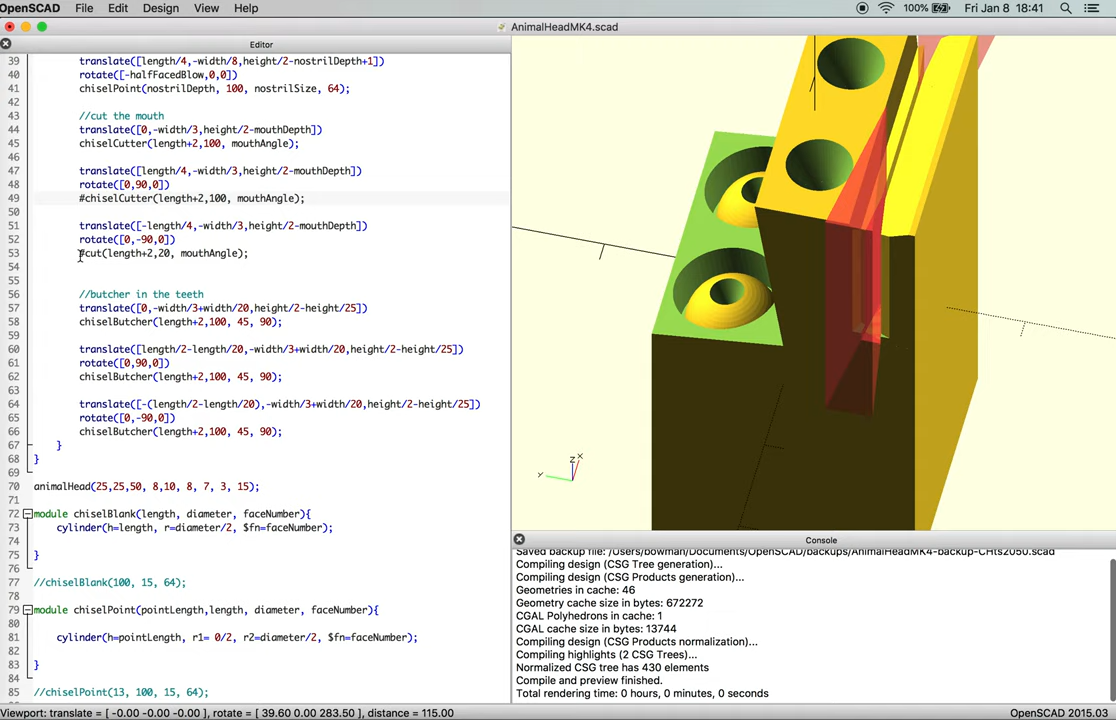 OpenSCAD File Edit Design View Help 100% Fri Jan 8 18:41
AnimalHeadMK4.scad
Editor
39 translate([length/4,-width/8,height/2-nostrilDepth+1])
40 rotate([-halfFacedBlow,0,0])
41 chiselPoint(nostrilDepth, 100, nostrilSize, 64);
42
43 //cut the mouth
44 translate([0,-width/3,height/2-mouthDepth])
45 chiselCutter(length+2,100, mouthAngle);
46
47 translate([length/4,-width/3,height/2-mouthDepth])
48 rotate([0,90,0])
49 #chiselCutter(length+2,100, mouthAngle);
50
51 translate([-length/4,-width/3,height/2-mouthDepth])
52 rotate([0,-90,0])
53 #cut(length+2,20, mouthAngle);
54
55
56 //butcher in the teeth
57 translate([0,-width/3+width/20,height/2-height/25])
58 chiselButcher(length+2,100, 45, 90);
59
60 translate([length/2-length/20,-width/3+width/20,height/2-height/25])
61 rotate([0,90,0])
62 chiselButcher(length+2,100, 45, 90);
63
64 translate([-(length/2-length/20),-width/3+width/20,height/2-height/25])
65 rotate([0,-90,0])
66 chiselButcher(length+2,100, 45, 90);
67 }
68 }
69
70 animalHead(25,25,50, 8,10, 8, 7, 3, 15);
71
72 module chiselBlank(length, diameter, faceNumber){
73 cylinder(h=length, r=diameter/2, $fn=faceNumber);
74
75 }
76
77 //chiselBlank(100, 15, 64);
78
79 module chiselPoint(pointLength,length, diameter, faceNumber){
80
81 cylinder(h=pointLength, r1= 0/2, r2=diameter/2, $fn=faceNumber);
82
83 }
84
85 //chiselPoint(13, 100, 15, 64);
Z
X
Y
Console
Saved backup file: /Users/bowman/Documents/OpenSCAD/backups/AnimalHeadMK4-backup-CHts2050.scad
Compiling design (CSG Tree generation)...
Compiling design (CSG Products generation)...
Geometries in cache: 46
Geometry cache size in bytes: 672272
CGAL Polyhedrons in cache: 1
CGAL cache size in bytes: 13744
Compiling design (CSG Products normalization)...
Compiling highlights (2 CSG Trees)...
Normalized CSG tree has 430 elements
Compile and preview finished.
Total rendering time: 0 hours, 0 minutes, 0 seconds
Viewport: translate = [ -0.00 -0.00 -0.00 ], rotate = [ 39.60 0.00 283.50 ], distance = 115.00 OpenSCAD 2015.03